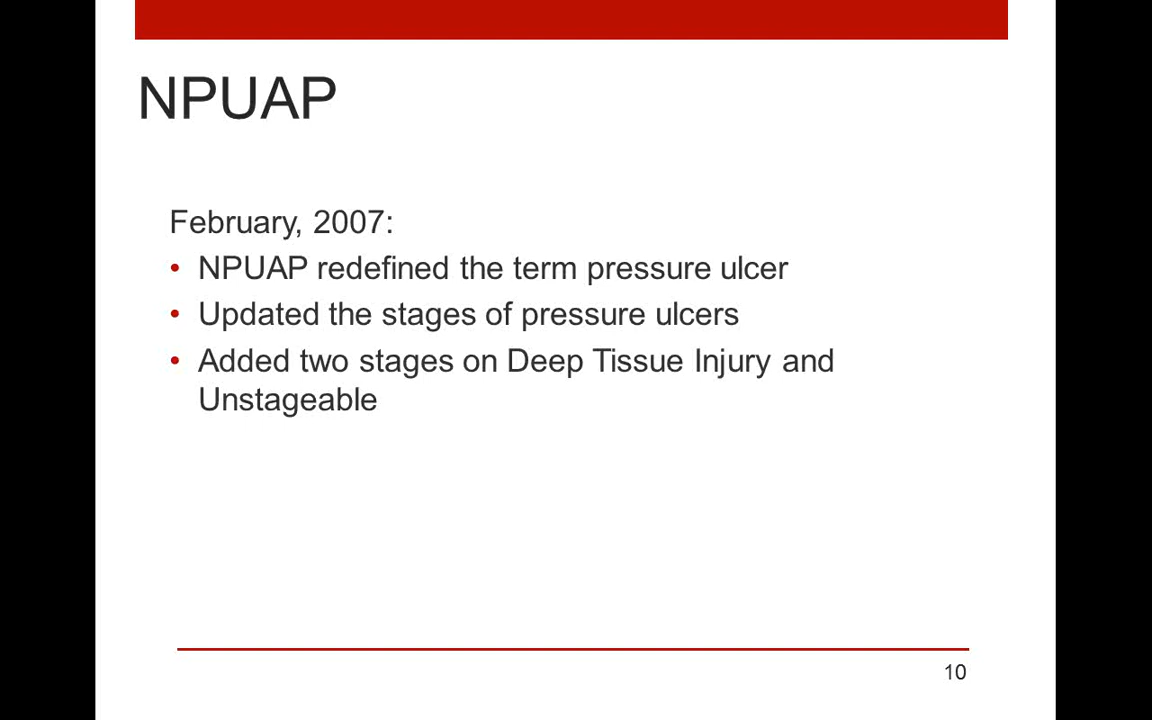 NPUAP
February, 2007:
• NPUAP redefined the term pressure ulcer
• Updated the stages of pressure ulcers
• Added two stages on Deep Tissue Injury and
Unstageable
10